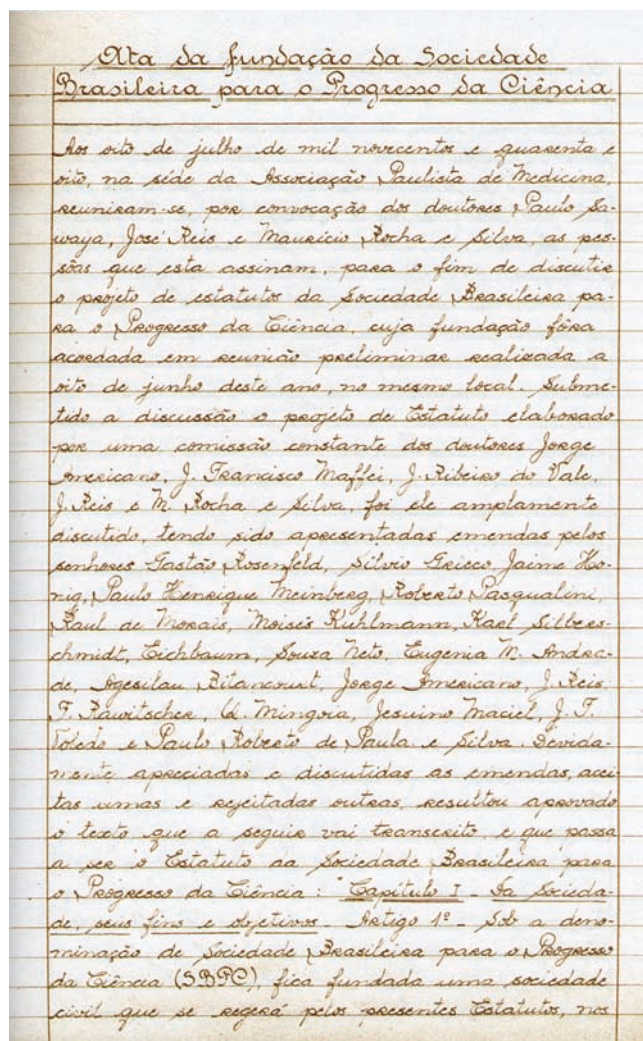 Ata da fundação da Sociedade
Brasileira para o Progresso da Ciência
Aos oito de julho de mil novecentos e quarenta e
oito, na séde da Associação Paulista de Medicina,
reuniram-se, por convocação dos doutores Paulo Sa-
waya, José Reis e Mauricio Rocha e Silva, as pes-
sôas que esta assinam, para o fim de discutir
o projeto de estatutos da Sociedade Brasileira pa-
ra o Progresso da Ciência, cuja fundação fôra
acordada em reunião preliminar realizada a
oito de junho deste ano, no mesmo local. Subme-
tido a discussão o projeto de Estatuto elaborado
por uma comissão constante dos doutores Jorge
Americano, J. Francisco Maffei, J. Ribeiro do Vale,
J. Reis e M. Rocha e Silva, foi ele amplamente
discutido, tendo sido apresentadas emendas pelos
senhores Gastão Rosenfeld, Silvio Grieco, Jaime Ho-
nig, Paulo Henrique Meinberg, Roberto Pasqualini,
Raul de Morais, Moisés Kuhlmann, Karl Silbers-
chmidt, Eichbaum, Souza Neto, Eugenia M. Andra-
de, Agesilau Bitancourt, Jorge Americano, J. Reis,
F. Rawitscher, Q. Mingoia, Jesuino Maciel, J. F.
Toledo e Paulo Roberto de Paula e Silva. Devida-
mente apreciadas e discutidas as emendas, acei-
tas umas e rejeitadas outras, resultou aprovado
o texto que a seguir vai transcrito, e que passa
a ser o Estatuto da Sociedade Brasileira para
o Progresso da Ciência: "Capítulo I - Da Socieda-
de, seus fins e objetivos - Artigo 1º - Sob a deno-
minação de Sociedade Brasileira para o Progresso
da Ciência (SBPC), fica fundada uma sociedade
civil que se regerá pelos presentes Estatutos, nos